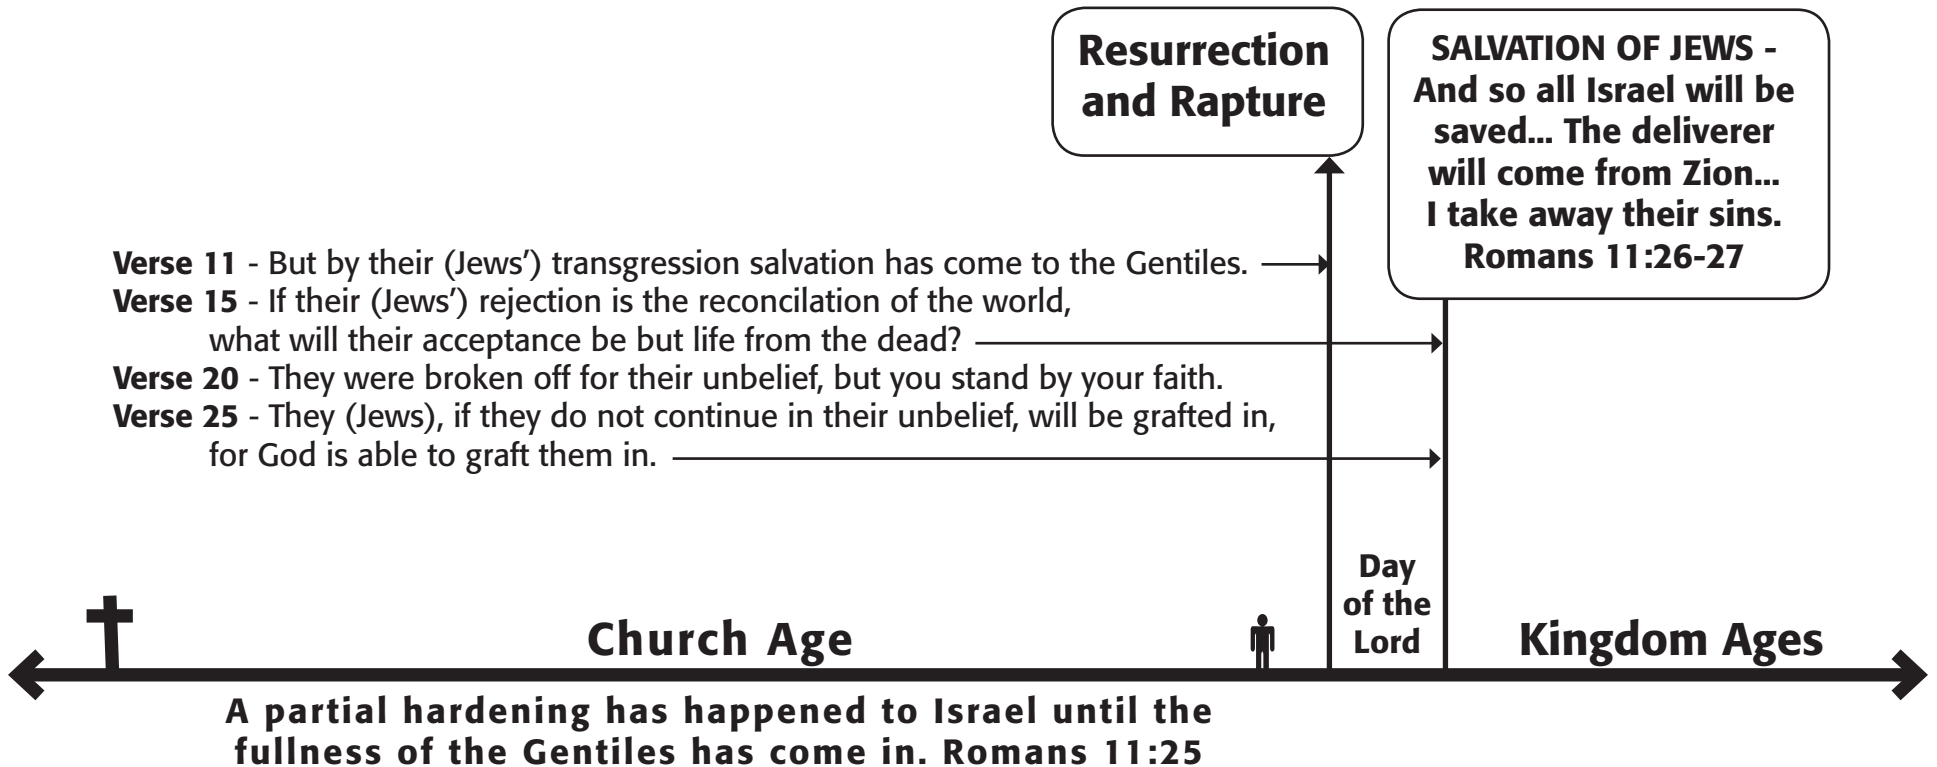 Resurrection
and Rapture
SALVATION OF JEWS -
And so all Israel will be
saved... The deliverer
will come from Zion...
I take away their sins.
Romans 11:26-27
Verse 11 - But by their (Jews’) transgression salvation has come to the Gentiles.
Verse 15 - If their (Jews’) rejection is the reconcilation of the world,
what will their acceptance be but life from the dead?
Verse 20 - They were broken off for their unbelief, but you stand by your faith.
Verse 25 - They (Jews), if they do not continue in their unbelief, will be grafted in,
for God is able to graft them in.
Church Age
Day
of the
Lord
Kingdom Ages
A partial hardening has happened to Israel until the
fullness of the Gentiles has come in. Romans 11:25